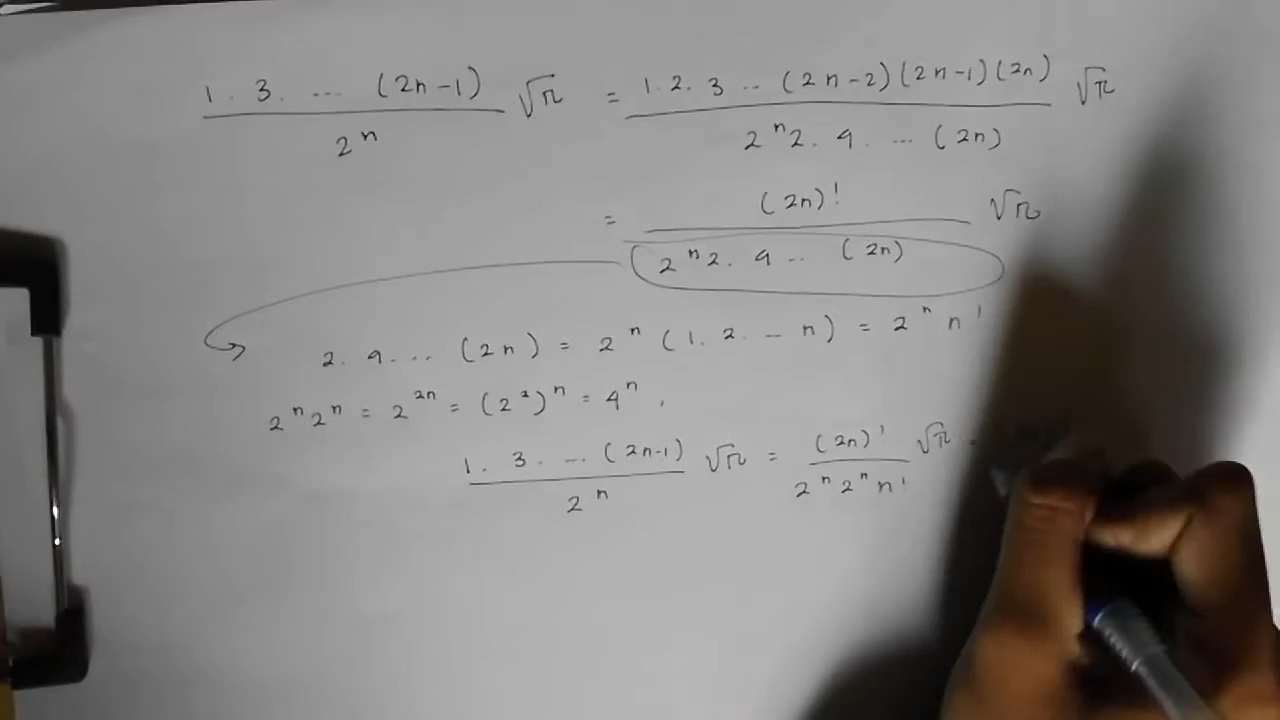 1 . 3 . ... (2n-1) / 2^n √π = 1 . 2 . 3 .. (2n-2)(2n-1)(2n) / 2^n 2 . 4 . ... (2n) √π
= (2n)! / 2^n 2 . 4 .. (2n) √π
2 . 4 ... (2n) = 2^n (1 . 2 . ... n) = 2^n n!
2^n 2^n = 2^2n = (2^2)^n = 4^n ,
1 . 3 . ... (2n-1) / 2^n √π = (2n)! / 2^n 2^n n! √π =